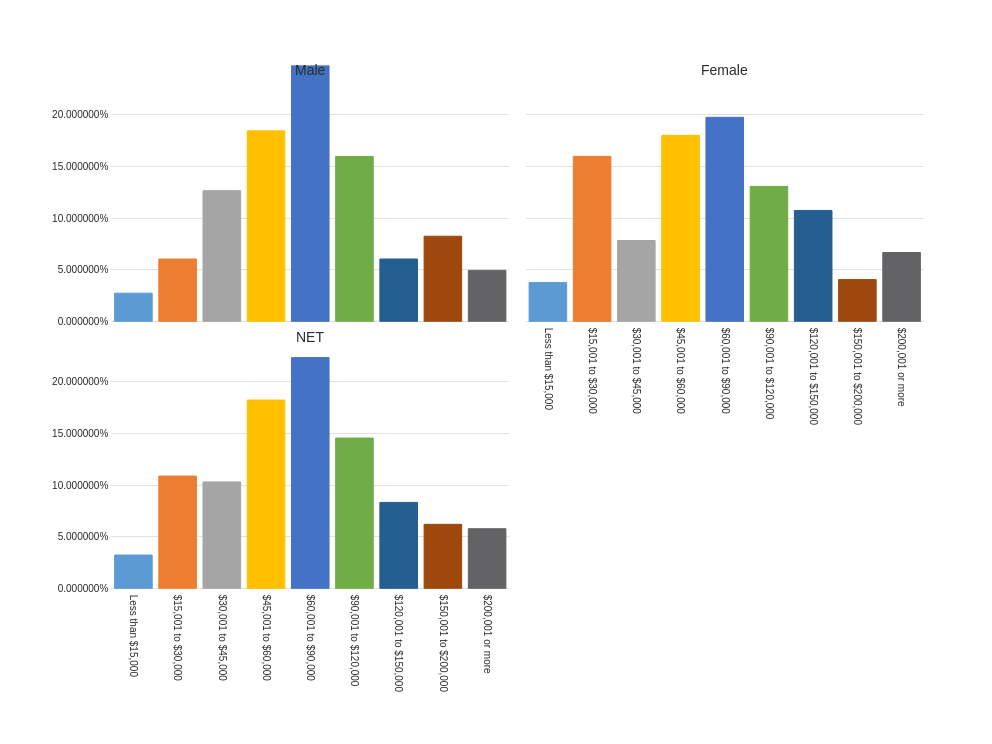 Male
Female
20.000000%
15.000000%
10.000000%
5.000000%
0.000000%
Less than $15,000
$15,001 to $30,000
$30,001 to $45,000
$45,001 to $60,000
$60,001 to $90,000
$90,001 to $120,000
$120,001 to $150,000
$150,001 to $200,000
$200,001 or more
NET
20.000000%
15.000000%
10.000000%
5.000000%
0.000000%
Less than $15,000
$15,001 to $30,000
$30,001 to $45,000
$45,001 to $60,000
$60,001 to $90,000
$90,001 to $120,000
$120,001 to $150,000
$150,001 to $200,000
$200,001 or more